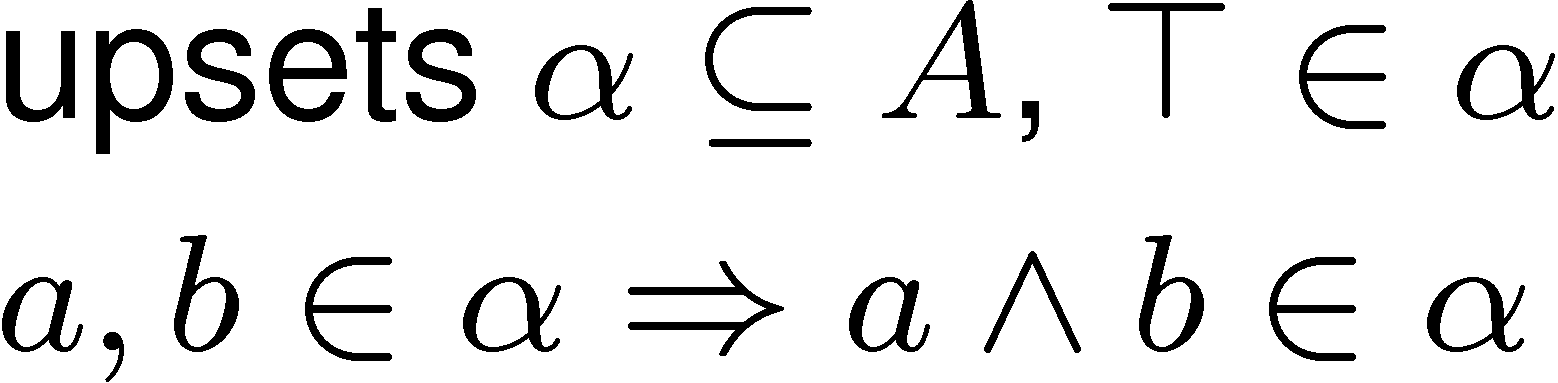 upsets α ⊆ A, ⊤ ∈ α
a, b ∈ α ⇒ a ∧ b ∈ α